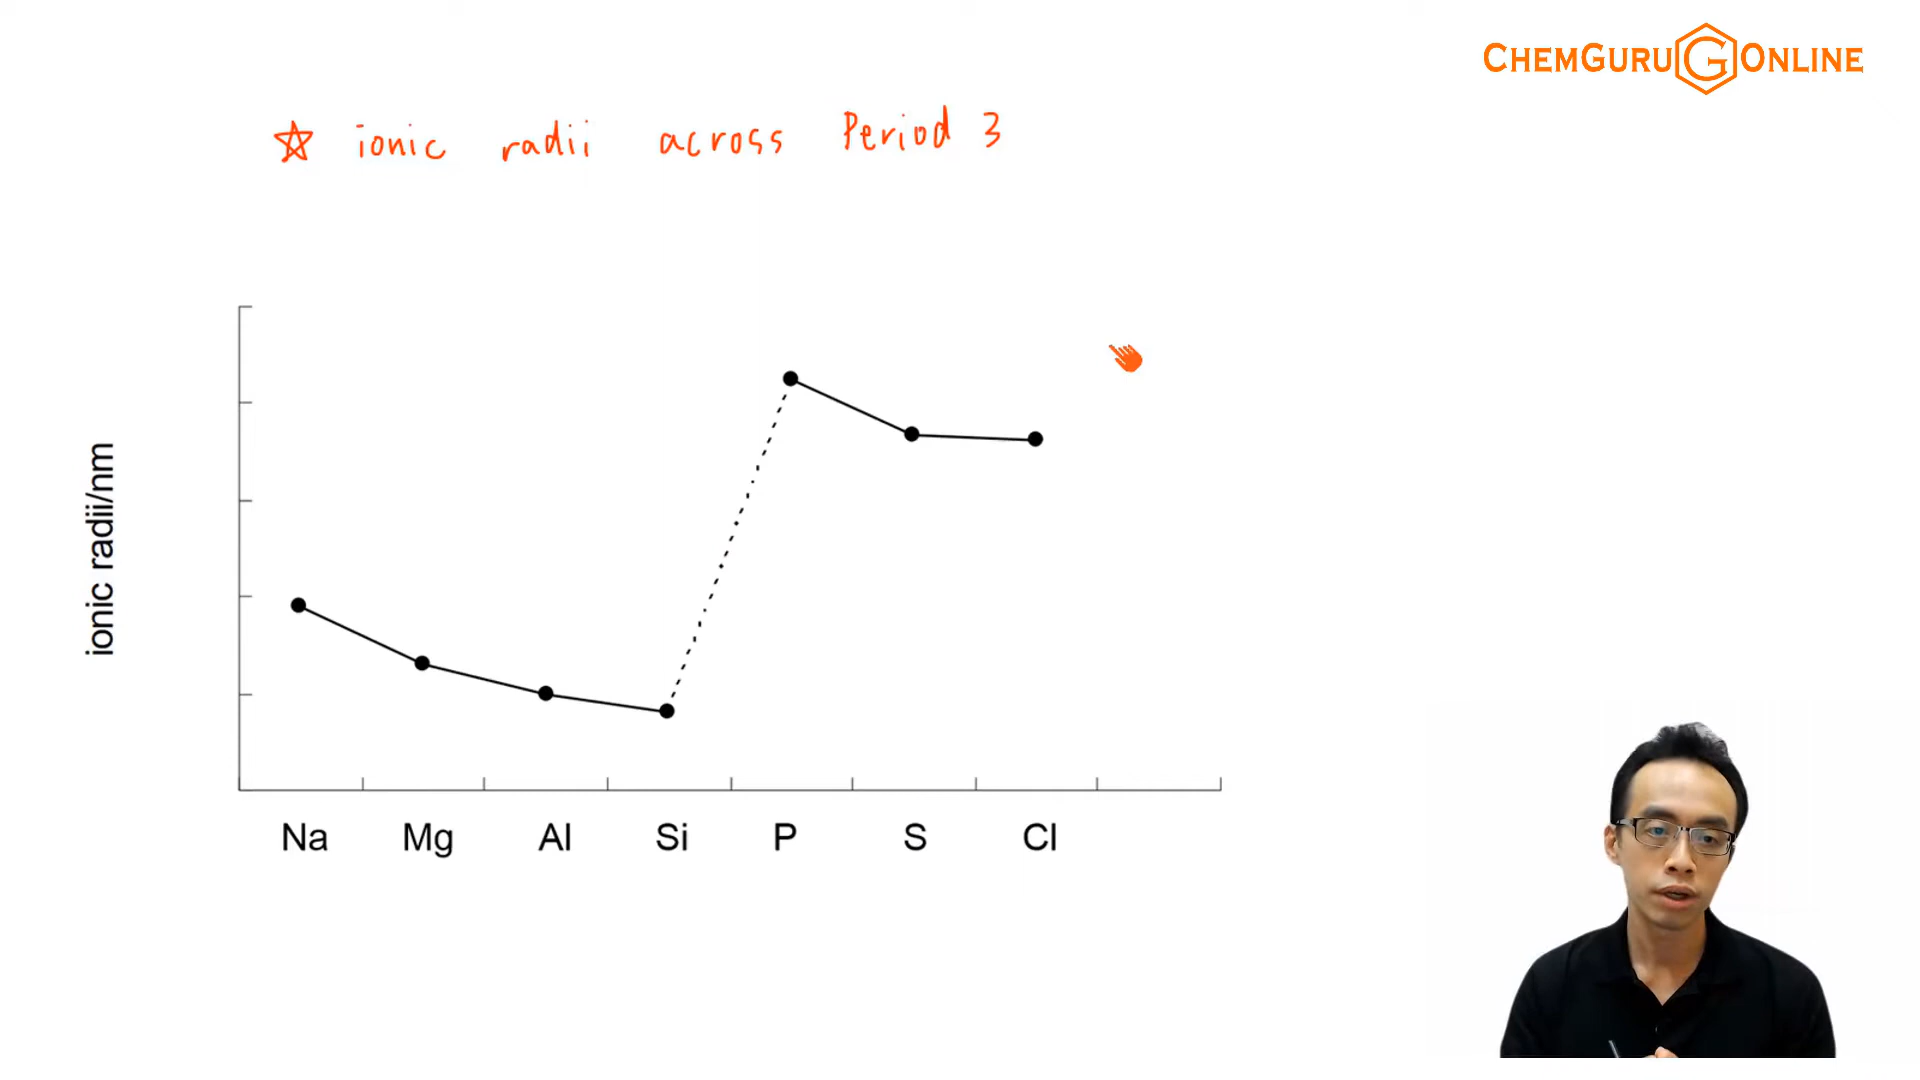 CHEMGURU G ONLINE
☆ ionic radii across Period 3
ionic radii/nm
Na Mg Al Si P S Cl